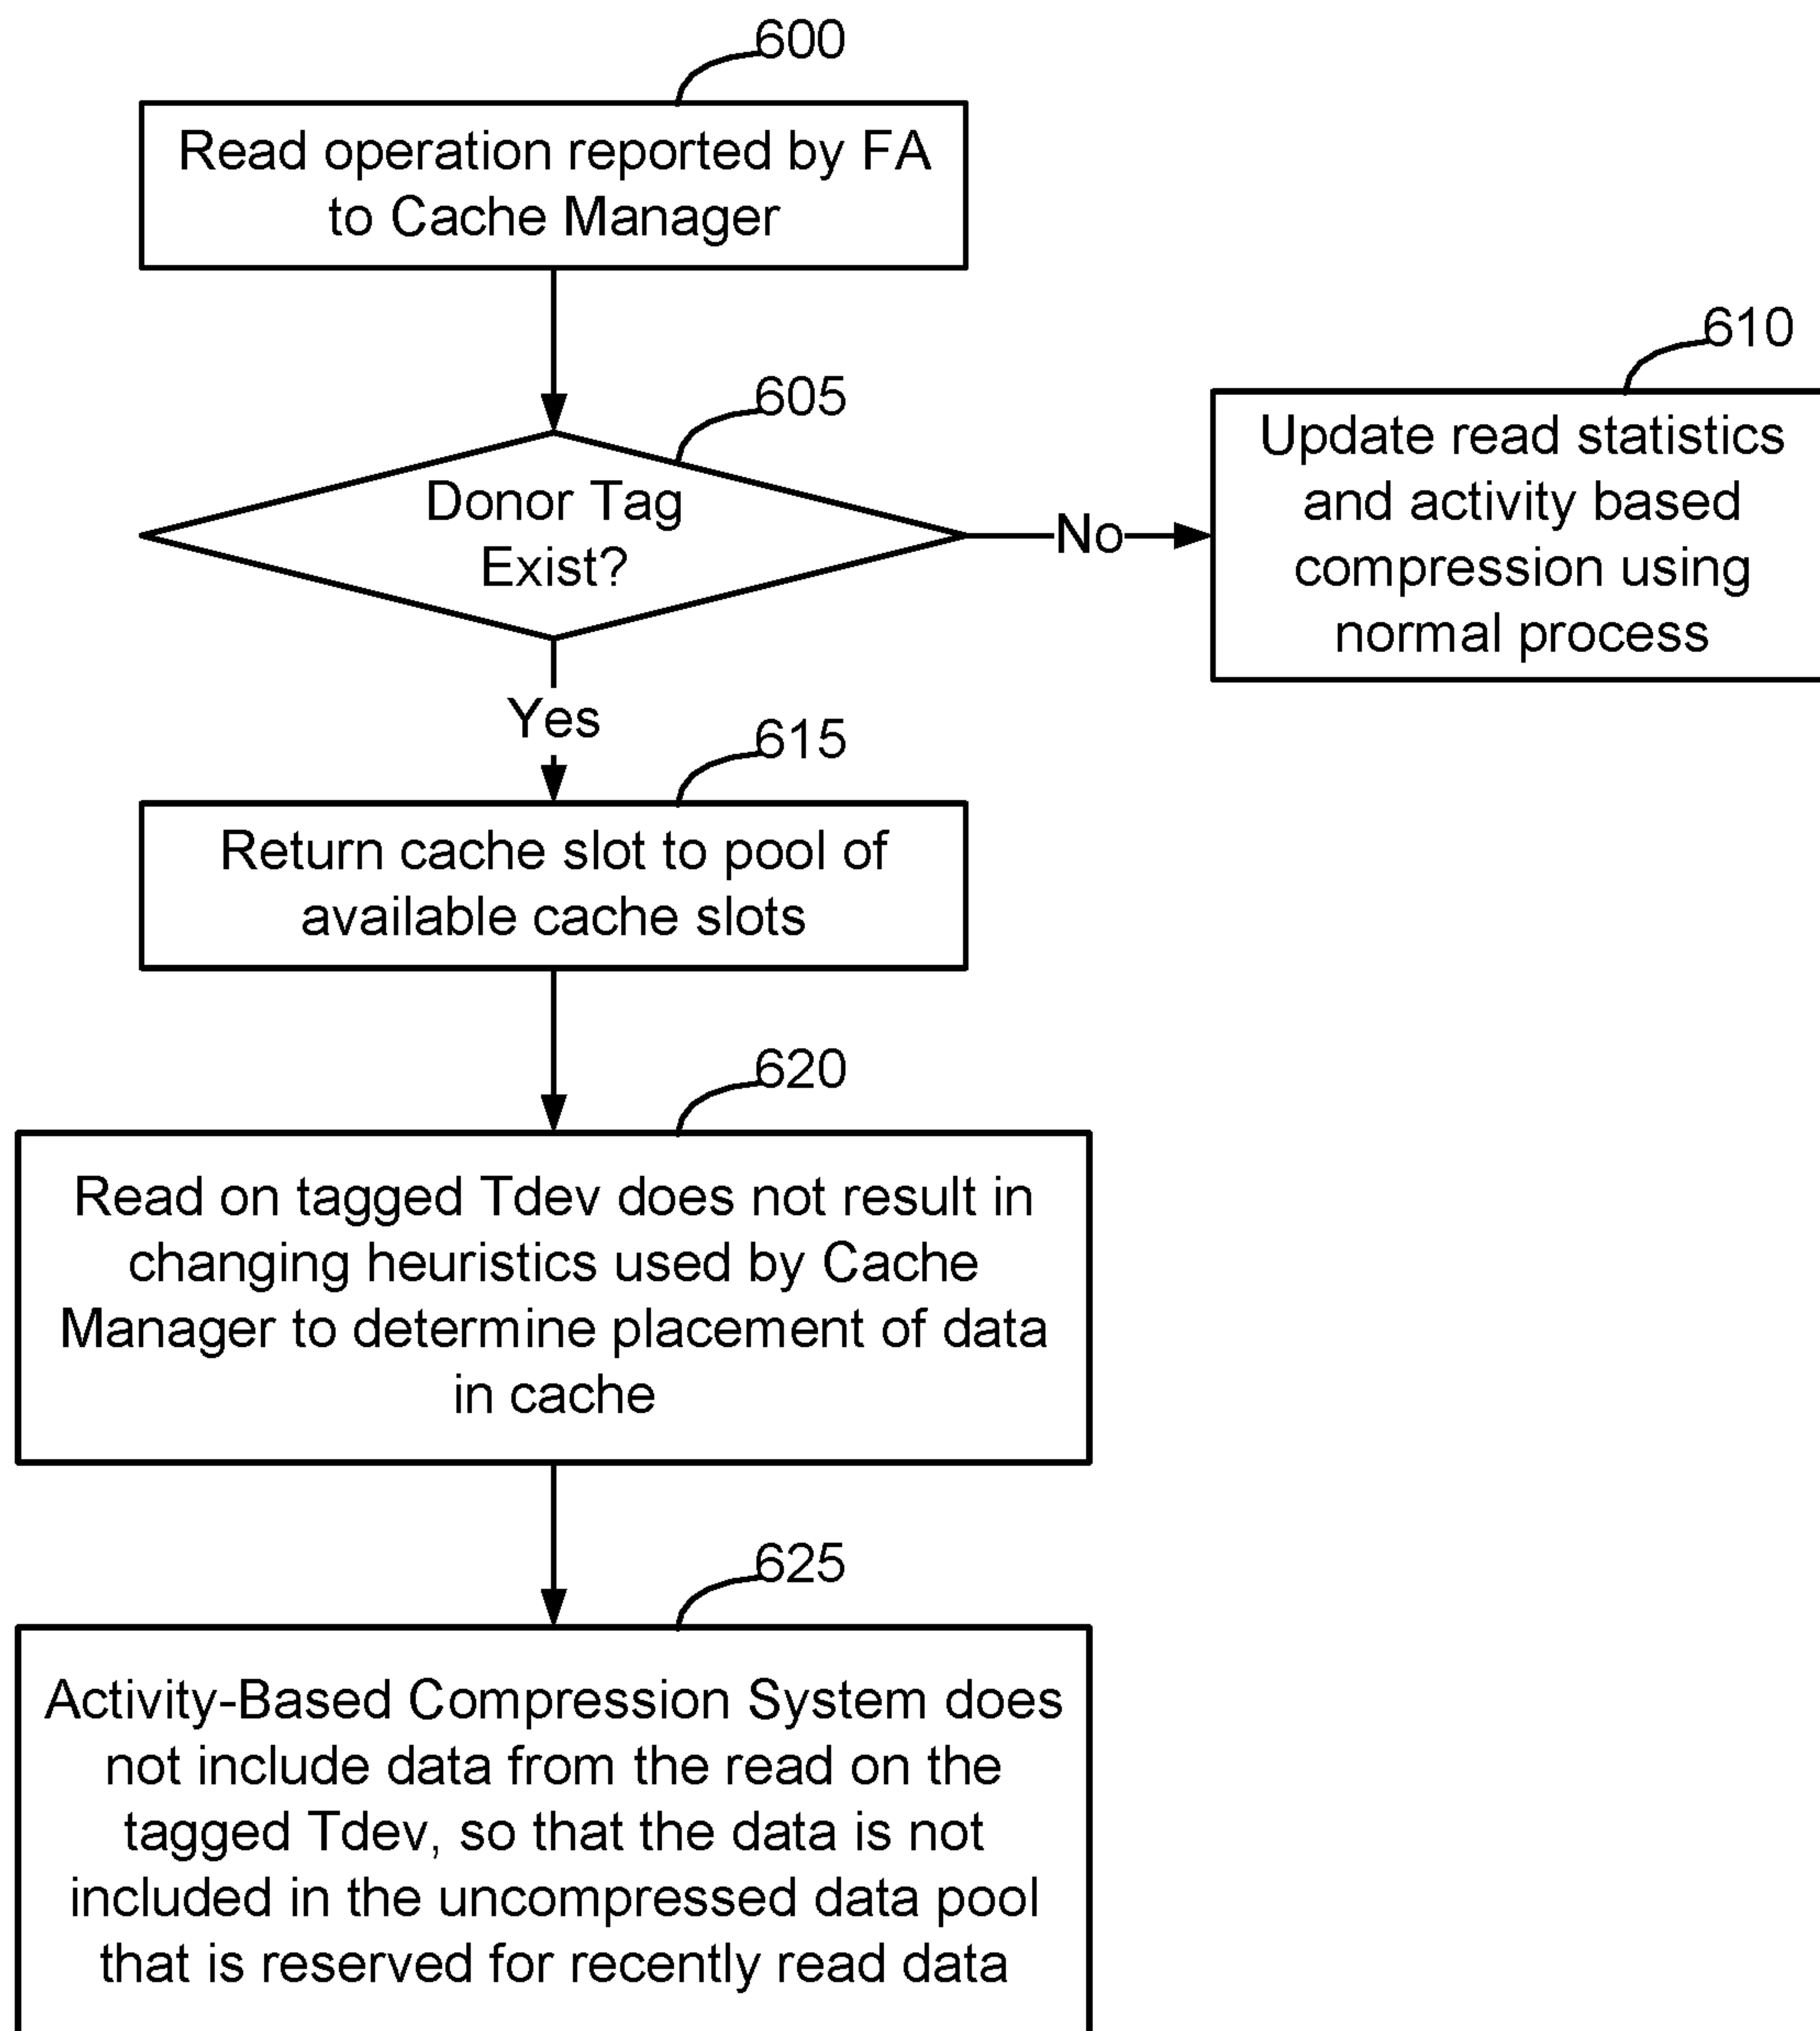 600
Read operation reported by FA
to Cache Manager
605
Donor Tag
Exist?
No
610
Update read statistics
and activity based
compression using
normal process
Yes
615
Return cache slot to pool of
available cache slots
620
Read on tagged Tdev does not result in
changing heuristics used by Cache
Manager to determine placement of data
in cache
625
Activity-Based Compression System does
not include data from the read on the
tagged Tdev, so that the data is not
included in the uncompressed data pool
that is reserved for recently read data